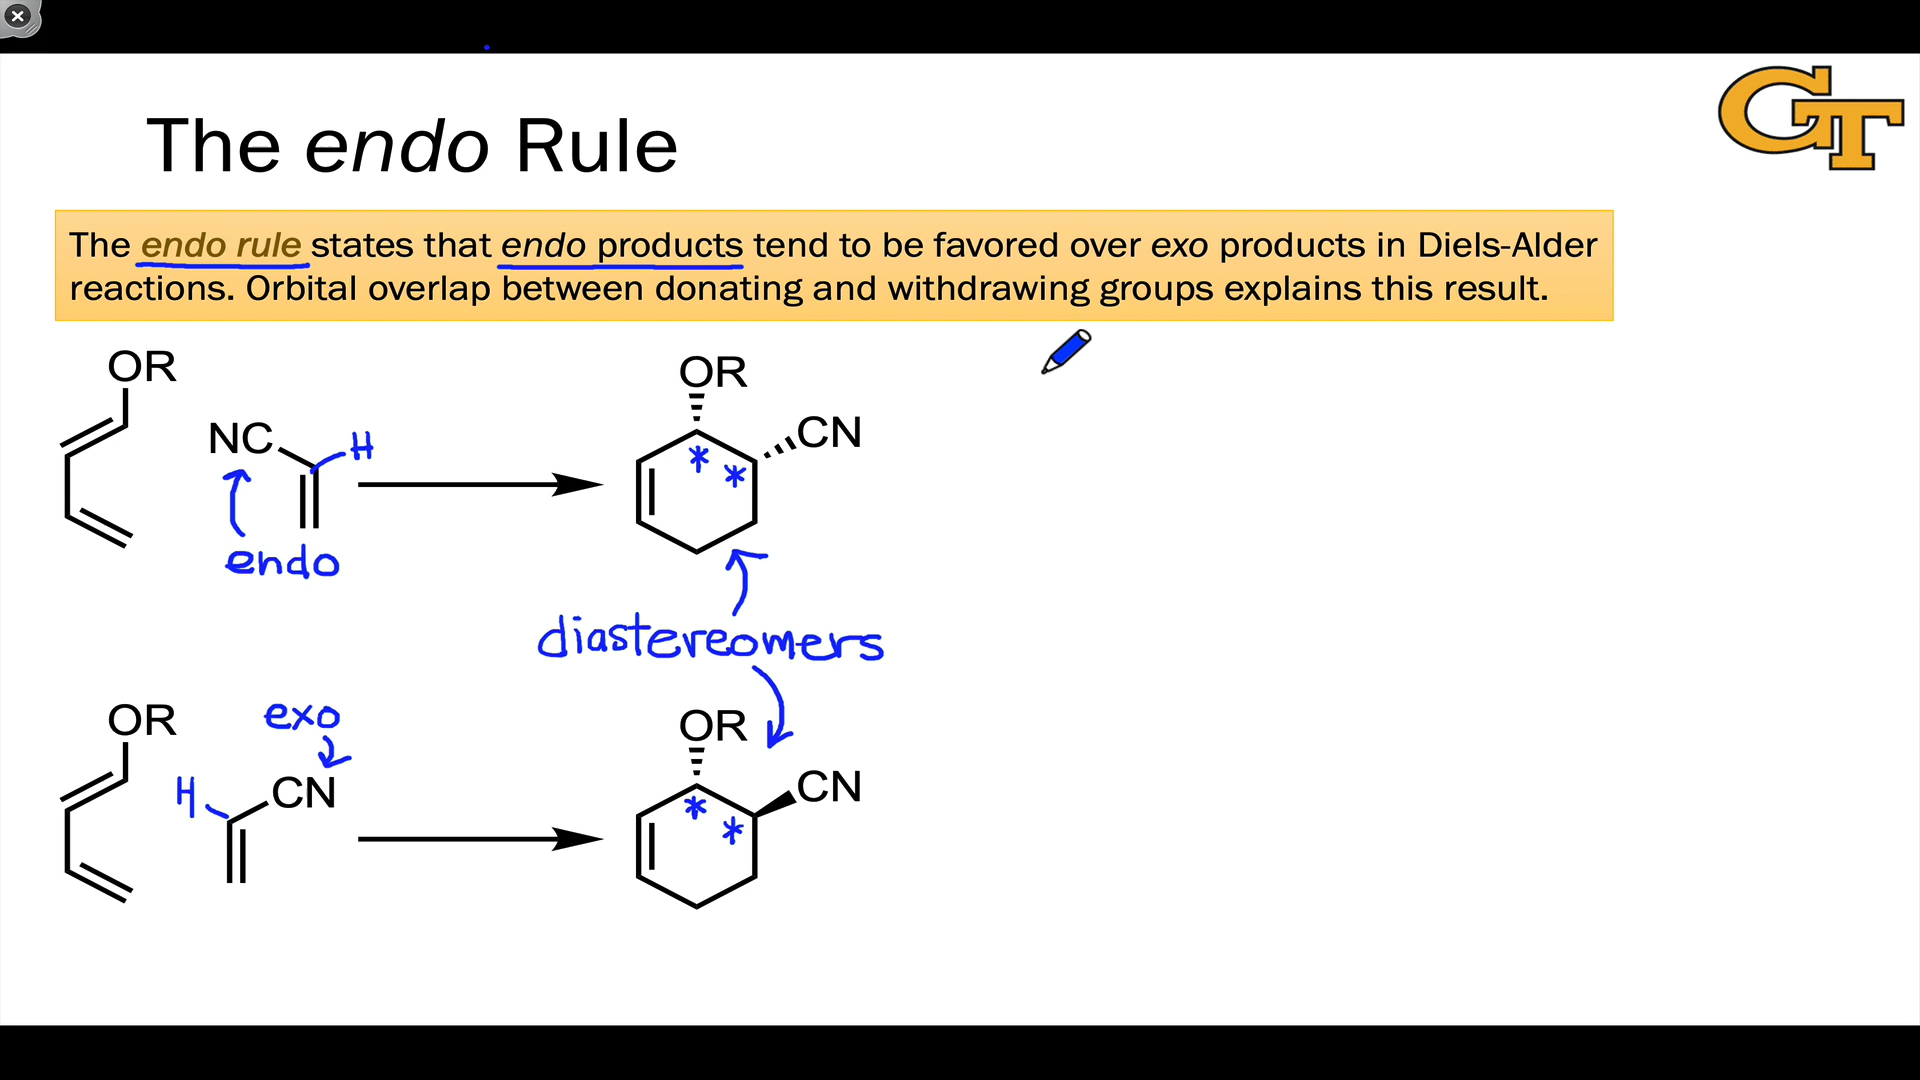 GT
The endo Rule
The endo rule states that endo products tend to be favored over exo products in Diels-Alder
reactions. Orbital overlap between donating and withdrawing groups explains this result.
OR
NC
H
endo
OR
CN
* *
diastereomers
OR
exo
H
CN
OR
CN
* *